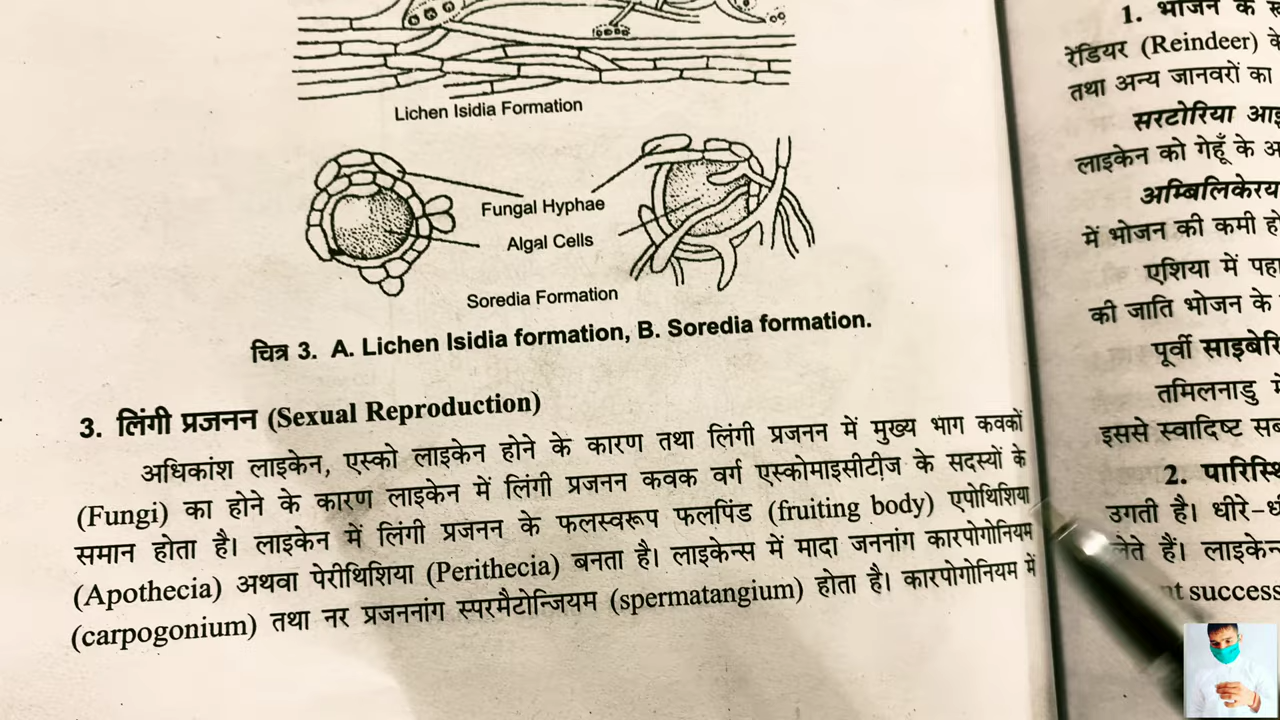 Lichen Isidia Formation
Fungal Hyphae
Algal Cells
Soredia Formation
चित्र 3. A. Lichen Isidia formation, B. Soredia formation.
3. लिंगी प्रजनन (Sexual Reproduction)
अधिकांश लाइकेन, एस्को लाइकेन होने के कारण तथा लिंगी प्रजनन में मुख्य भाग कवकों
(Fungi) का होने के कारण लाइकेन में लिंगी प्रजनन कवक वर्ग एस्कोमाइसीटीज़ के सदस्यों के
समान होता है। लाइकेन में लिंगी प्रजनन के फलस्वरूप फलपिंड (fruiting body) एपोथिशिया
(Apothecia) अथवा पेरीथिशिया (Perithecia) बनता है। लाइकेन्स में मादा जननांग कारपोगोनियम
(carpogonium) तथा नर प्रजननांग स्परमैटोन्जियम (spermatangium) होता है। कारपोगोनियम में
1. भोजन के
रेंडियर (Reindeer) के
तथा अन्य जानवरों का
सरटोरिया
लाइकेन को गेहूँ के
अम्बिलिकेरिय
में भोजन की कमी
एशिया में
की जाति भोजन के
पूर्वी
तमिलनाडु
इससे स्वादिष्ट
2.
उगती है। धीरे-
हैं।
success